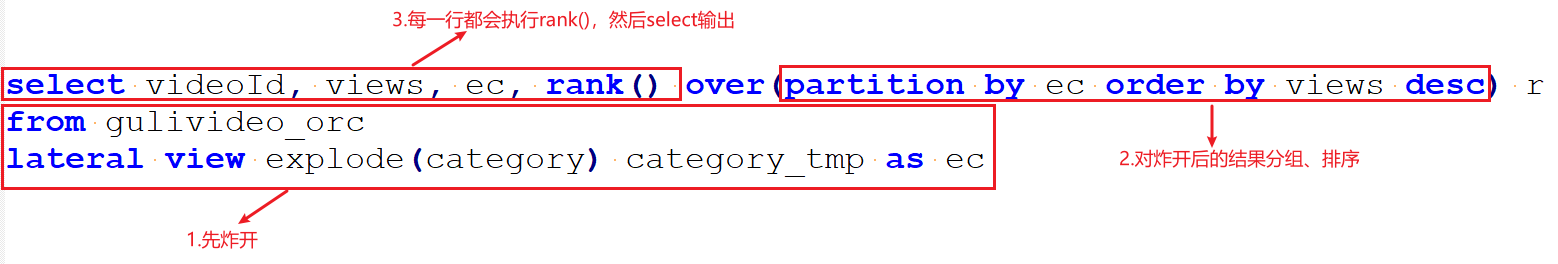 3.每一行都会执行rank()，然后select输出
select videoId, views, ec, rank() over(partition by ec order by views desc) r
from gulivideo_orc
lateral view explode(category) category_tmp as ec
2.对炸开后的结果分组、排序
1.先炸开